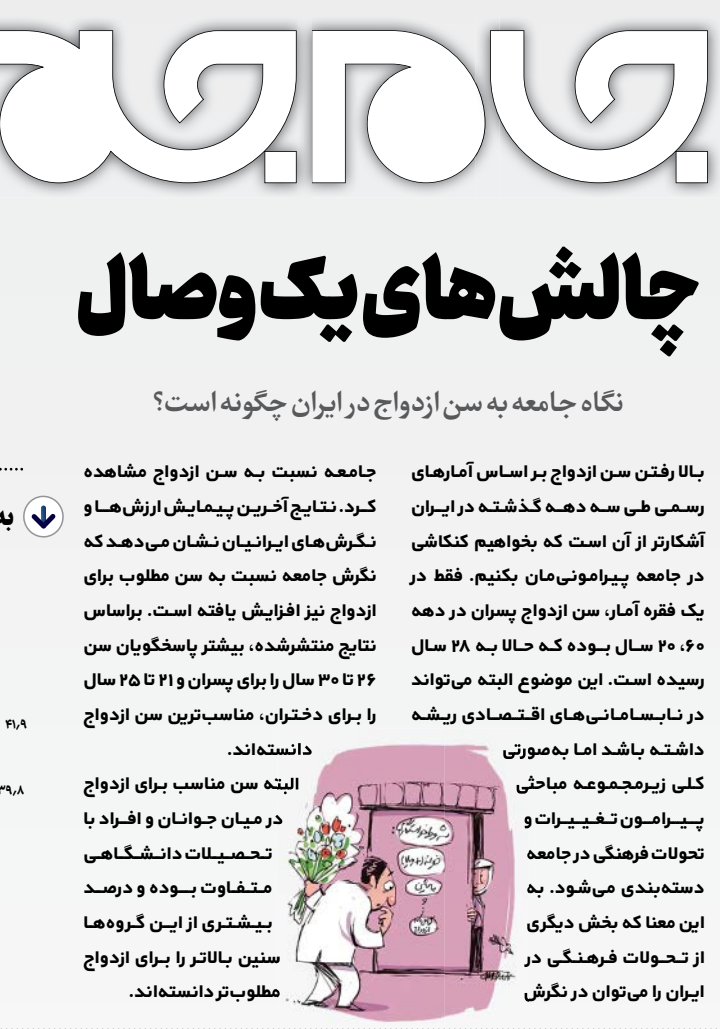 جام جم
چالش‌های یک وصال
نگاه جامعه به سن ازدواج در ایران چگونه است؟
بالا رفتن سن ازدواج بر اساس آمارهای
رسمی طی سه دهه گذشته در ایران
آشکارتر از آن است که بخواهیم کنکاشی
در جامعه پیرامونی‌مان بکنیم. فقط در
یک فقره آمار، سن ازدواج پسران در دهه
۶۰، ۲۰ سال بوده که حالا به ۲۸ سال
رسیده است. این موضوع البته می‌تواند
در نابسامانی‌های اقتصادی ریشه
داشته باشد اما به‌صورتی
کلی زیرمجموعه مباحثی
پیرامون تغییرات و
تحولات فرهنگی در جامعه
دسته‌بندی می‌شود. به
این معنا که بخش دیگری
از تحولات فرهنگی در
ایران را می‌توان در نگرش
جامعه نسبت به سن ازدواج مشاهده
کرد. نتایج آخرین پیمایش ارزش‌ها و
نگرش‌های ایرانیان نشان می‌دهد که
نگرش جامعه نسبت به سن مطلوب برای
ازدواج نیز افزایش یافته است. براساس
نتایج منتشرشده، بیشتر پاسخگویان سن
۲۶ تا ۳۰ سال را برای پسران و ۲۱ تا ۲۵ سال
را برای دختران، مناسب‌ترین سن ازدواج
دانسته‌اند.
البته سن مناسب برای ازدواج
در میان جوانان و افراد با
تحصیلات دانشگاهی
متفاوت بوده و درصد
بیشتری از این گروه‌ها
سنین بالاتر را برای ازدواج
مطلوب‌تر دانسته‌اند.
۴۱٫۹
۳۹٫۸